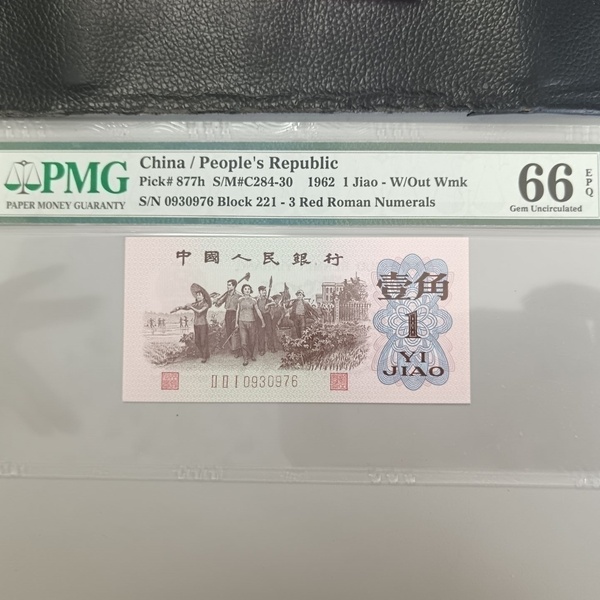 PMG
PAPER MONEY GUARANTY
China / People's Republic
Pick# 877h S/M#C284-30 1962 1 Jiao - W/Out Wmk
S/N 0930976 Block 221 - 3 Red Roman Numerals
66 EPQ
Gem Uncirculated
中國人民銀行
壹角
1
YI
JIAO
II II I 0930976